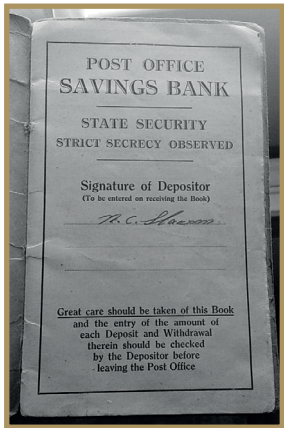 POST OFFICE
SAVINGS BANK
STATE SECURITY
STRICT SECRECY OBSERVED
Signature of Depositor
(To be entered on receiving the Book)
Great care should be taken of this Book
and the entry of the amount of
each Deposit and Withdrawal
therein should be checked
by the Depositor before
leaving the Post Office